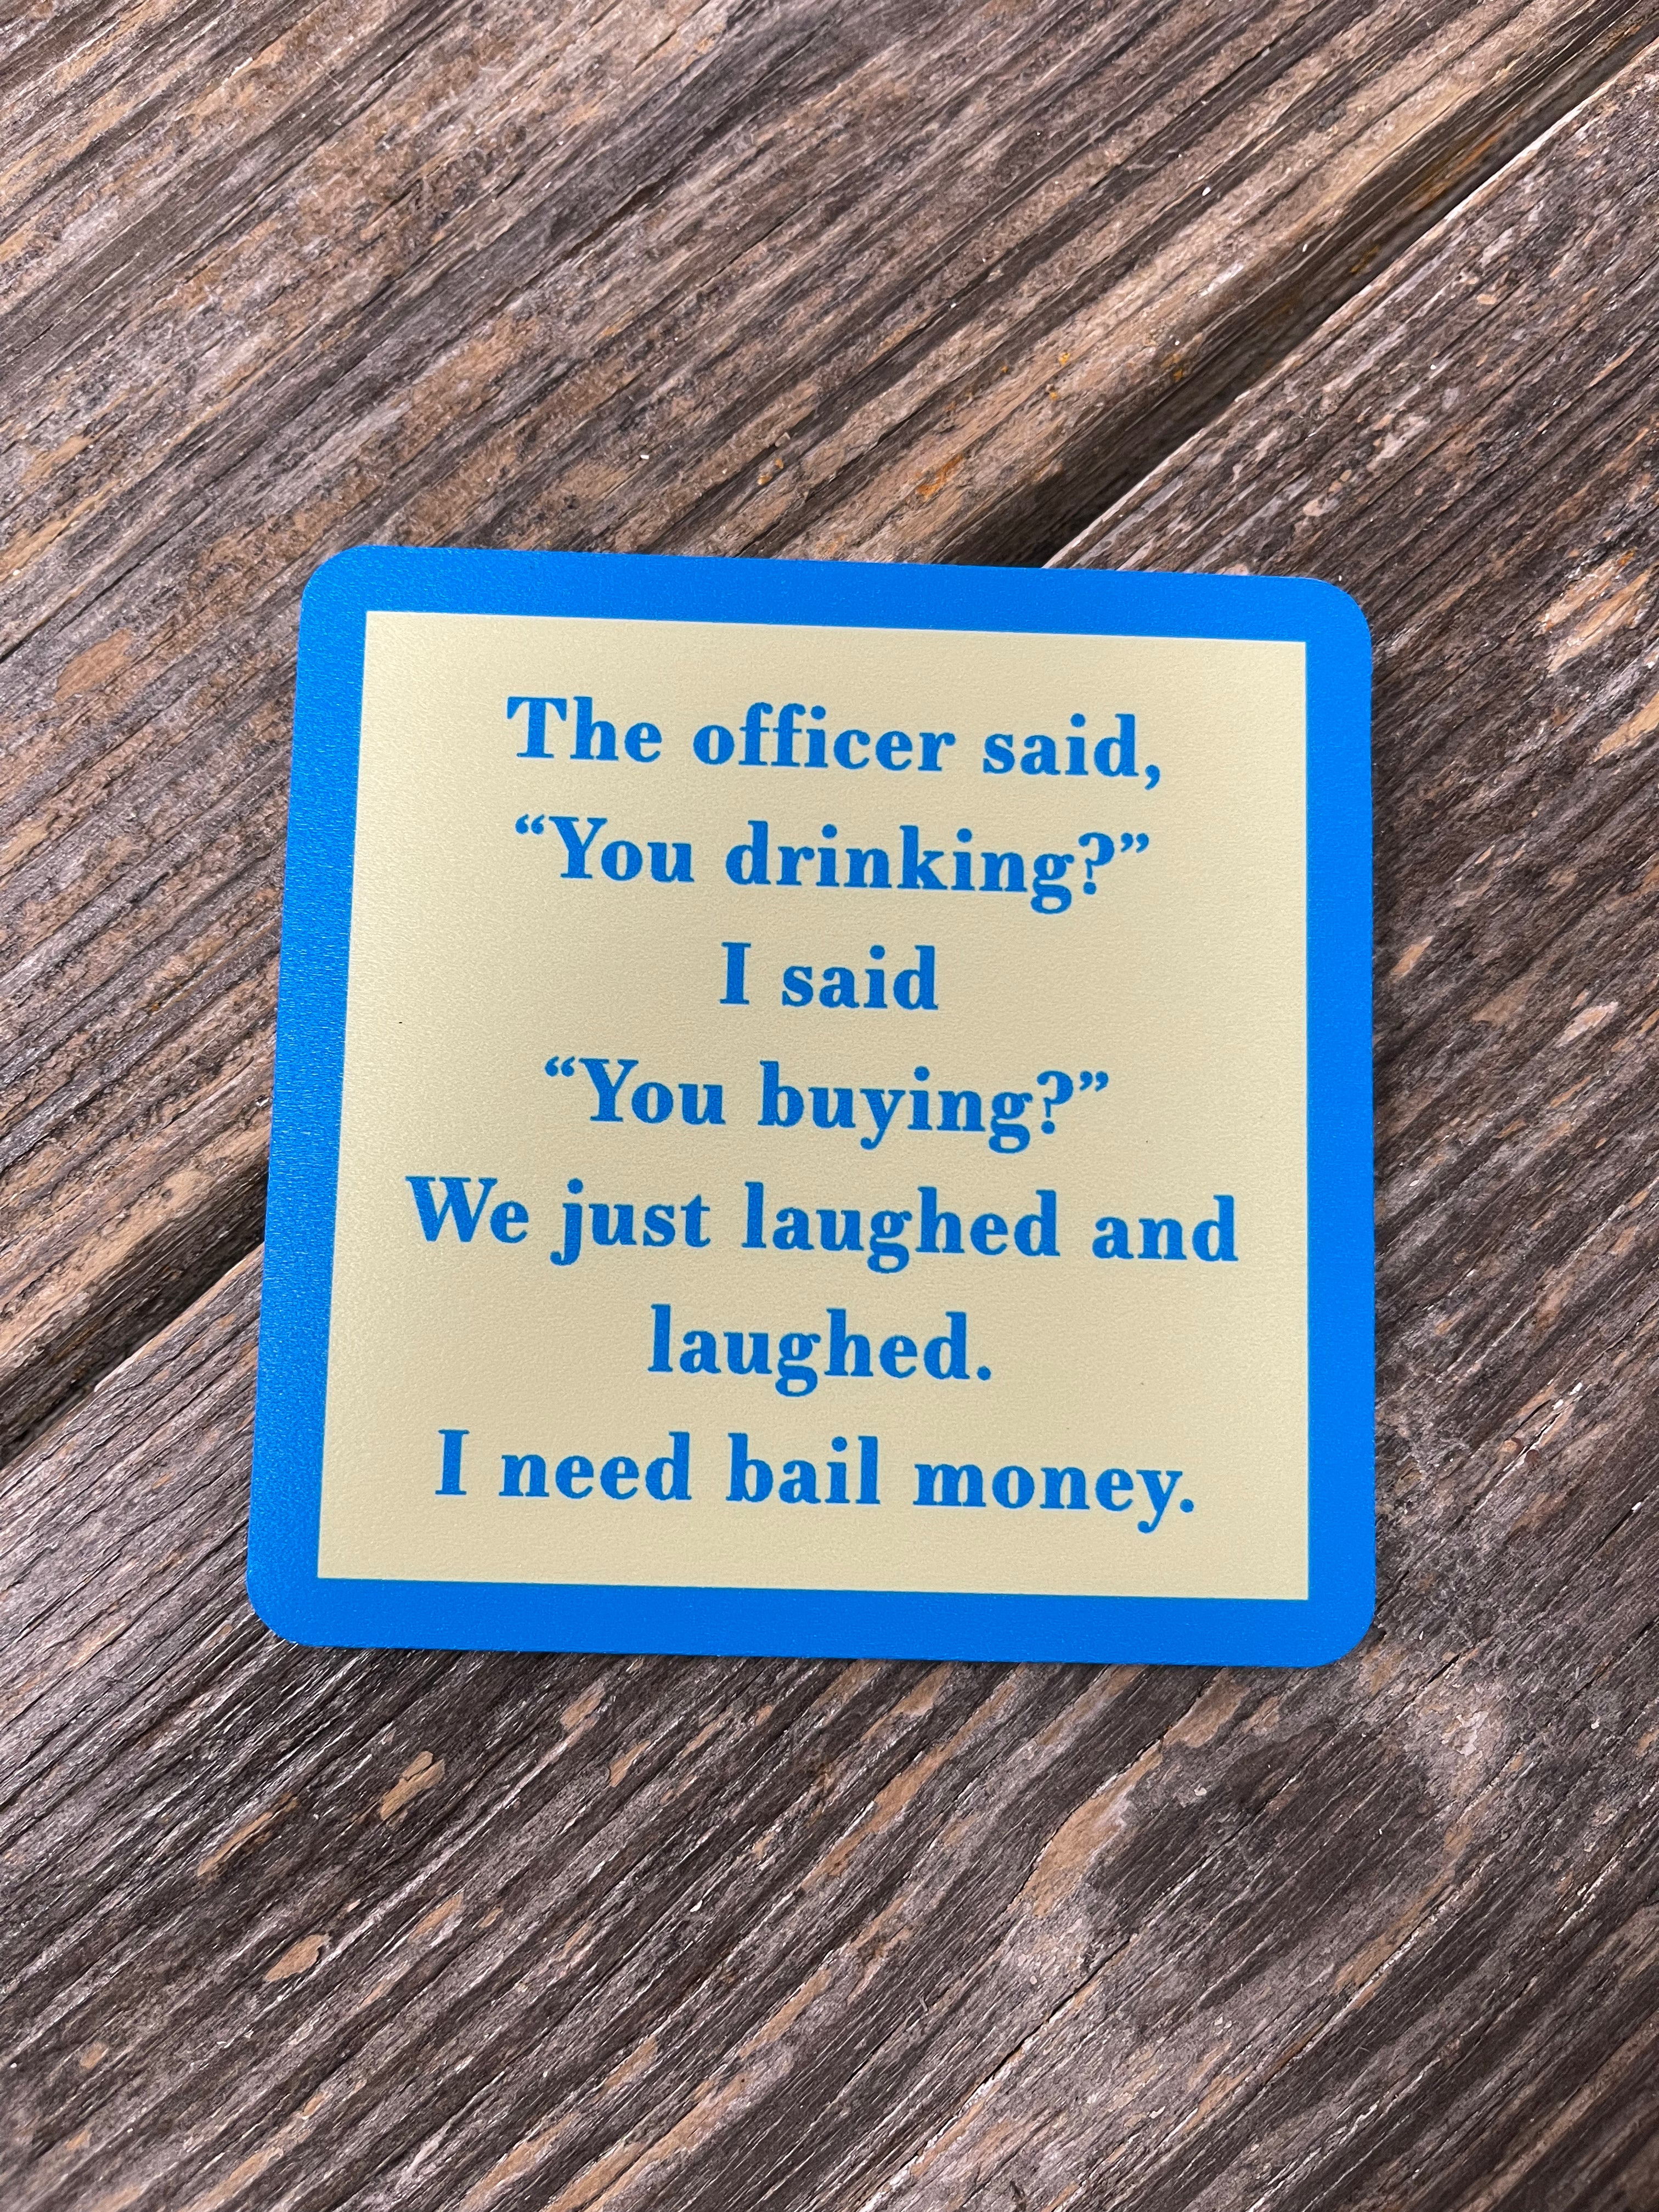 The officer said,
“You drinking?”
I said
“You buying?”
We just laughed and
laughed.
I need bail money.